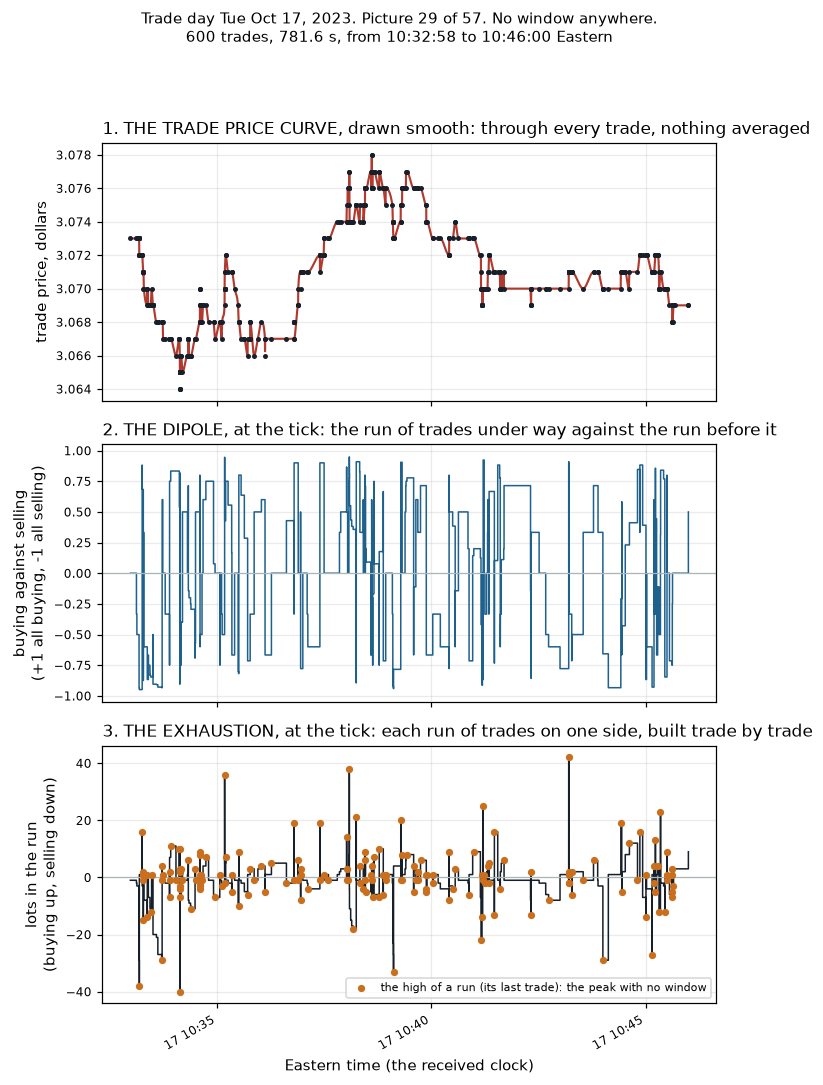 Trade day Tue Oct 17, 2023. Picture 29 of 57. No window anywhere.
600 trades, 781.6 s, from 10:32:58 to 10:46:00 Eastern
1. THE TRADE PRICE CURVE, drawn smooth: through every trade, nothing averaged
trade price, dollars
3.078
3.076
3.074
3.072
3.070
3.068
3.066
3.064
2. THE DIPOLE, at the tick: the run of trades under way against the run before it
buying against selling
(+1 all buying, -1 all selling)
1.00
0.75
0.50
0.25
0.00
−0.25
−0.50
−0.75
−1.00
3. THE EXHAUSTION, at the tick: each run of trades on one side, built trade by trade
lots in the run
(buying up, selling down)
40
20
0
−20
−40
the high of a run (its last trade): the peak with no window
17 10:35
17 10:40
17 10:45
Eastern time (the received clock)